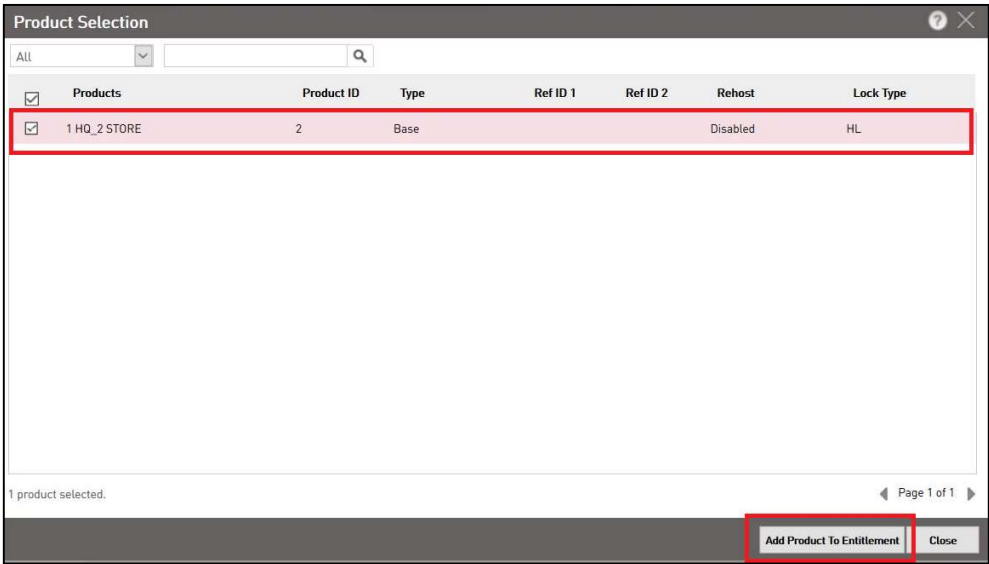 Product Selection ?
All
Products Product ID Type Ref ID 1 Ref ID 2 Rehost Lock Type
1 HQ_2 STORE 2 Base Disabled HL
1 product selected. Page 1 of 1
Add Product To Entitlement Close